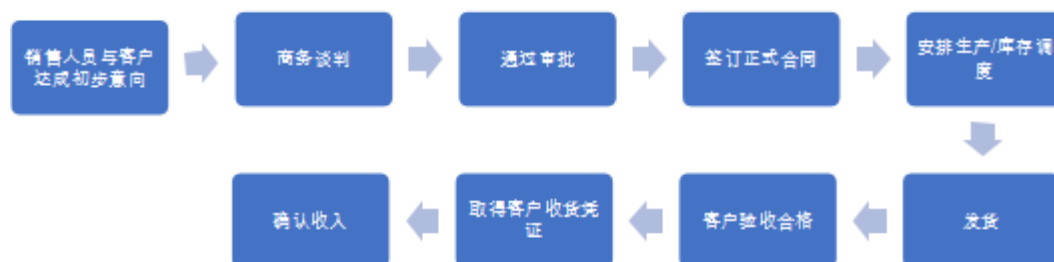 销售人员与客户
达成初步意向
商务谈判
通过审批
签订正式合同
安排生产/库存调
度
发货
客户验收合格
取得客户收货凭
证
确认收入